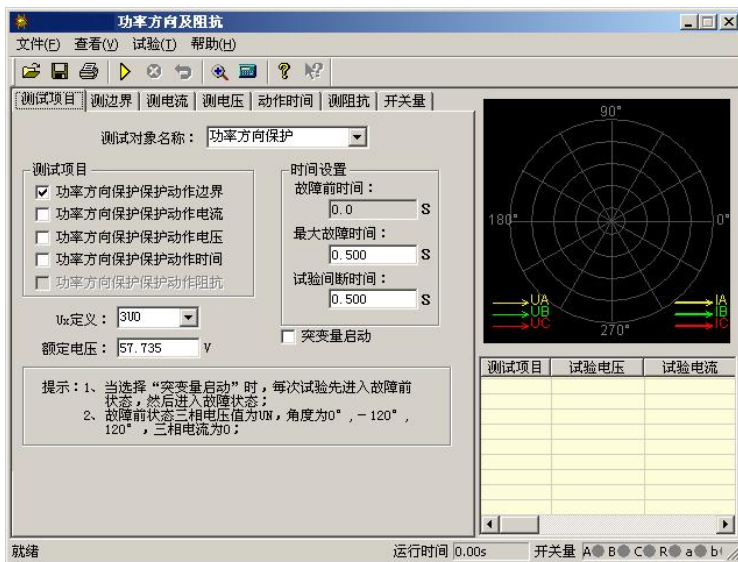 功率方向及阻抗
文件(F) 查看(V) 试验(T) 帮助(H)
测试项目 测边界 测电流 测电压 动作时间 测阻抗 开关量
测试对象名称： 功率方向保护
测试项目
功率方向保护保护动作边界
功率方向保护保护动作电流
功率方向保护保护动作电压
功率方向保护保护动作时间
功率方向保护保护动作阻抗
时间设置
故障前时间：
0.0 S
最大故障时间：
0.500 S
试验间断时间：
0.500 S
Ux定义： 3U0
额定电压： 57.735 V
突变量启动
提示：1、当选择“突变量启动”时，每次试验先进入故障前
状态，然后进入故障状态；
2、故障前状态三相电压值为UN，角度为0°,－120°,
120°，三相电流为0；
90°
180°
0°
270°
UA
UB
UC
IA
IB
IC
测试项目 试验电压 试验电流
就绪
运行时间 0.00s
开关量 A B C R a b